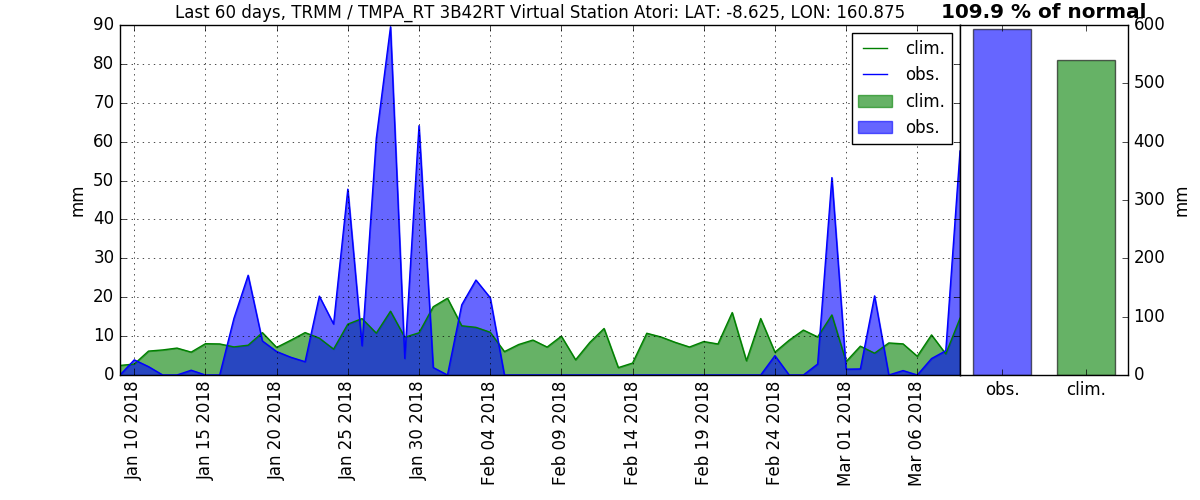 Last 60 days, TRMM / TMPA_RT 3B42RT Virtual Station Atori: LAT: -8.625, LON: 160.875
109.9 % of normal
90
80
70
60
50
40
30
20
10
0
mm
clim.
obs.
clim.
obs.
600
500
400
300
200
100
0
mm
Jan 10 2018
Jan 15 2018
Jan 20 2018
Jan 25 2018
Jan 30 2018
Feb 04 2018
Feb 09 2018
Feb 14 2018
Feb 19 2018
Feb 24 2018
Mar 01 2018
Mar 06 2018
obs.
clim.